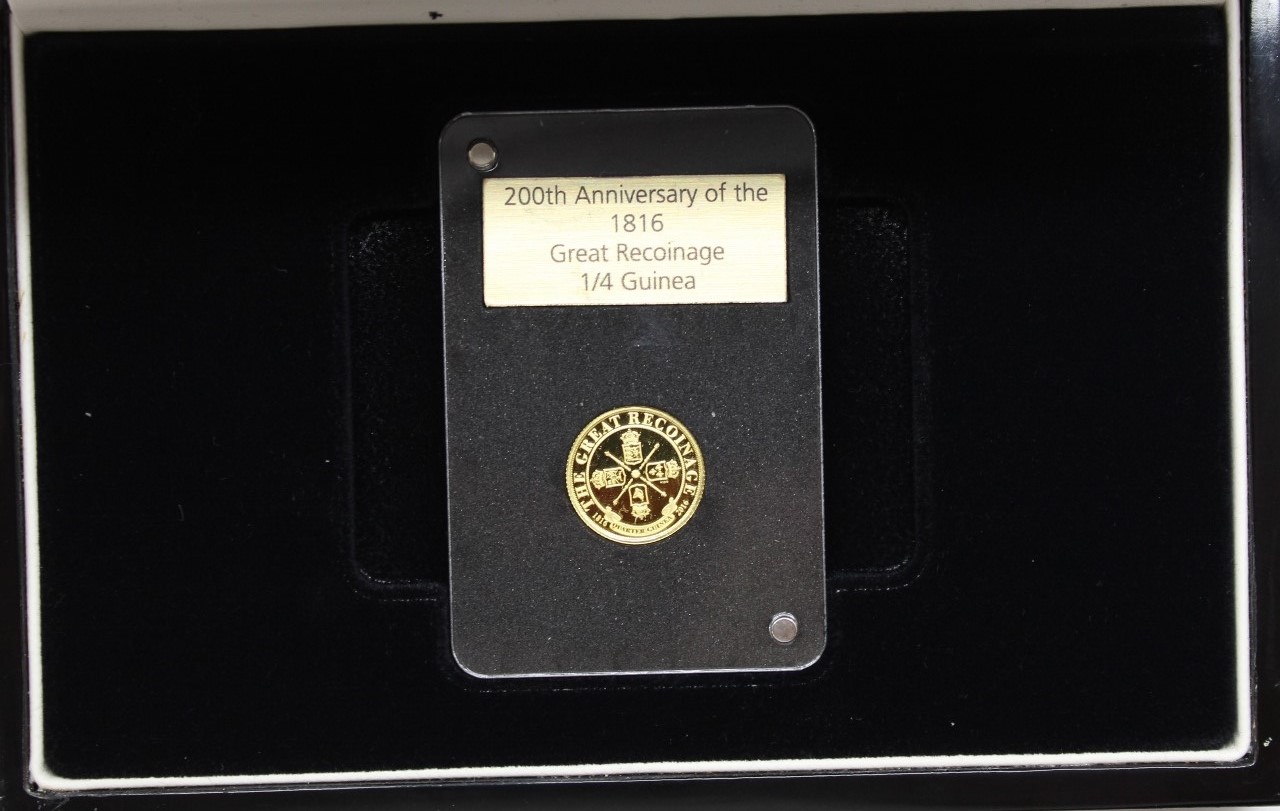 200th Anniversary of the
1816
Great Recoinage
1/4 Guinea
THE GREAT RECOINAGE
1816 QUARTER GUINEA 2016